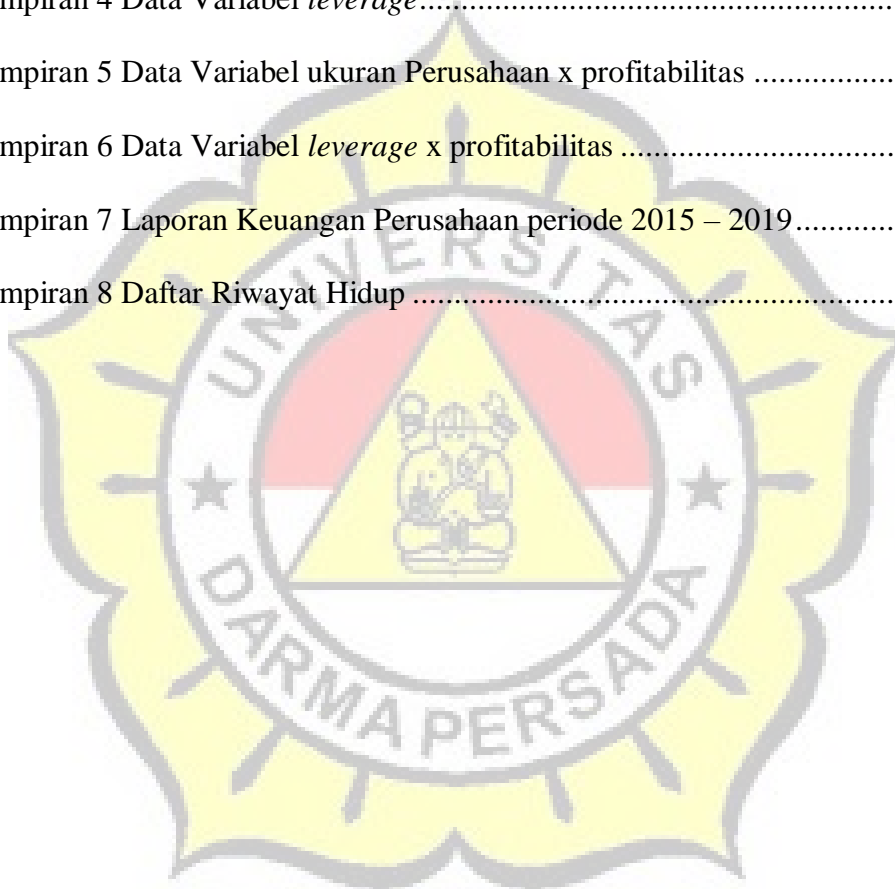 mpiran 4 Data Variabel leverage....................................................
mpiran 5 Data Variabel ukuran Perusahaan x profitabilitas .................
mpiran 6 Data Variabel leverage x profitabilitas .................................
mpiran 7 Laporan Keuangan Perusahaan periode 2015 – 2019............
mpiran 8 Daftar Riwayat Hidup ..........................................................
UNIVERSITAS
DARMA PERSADA